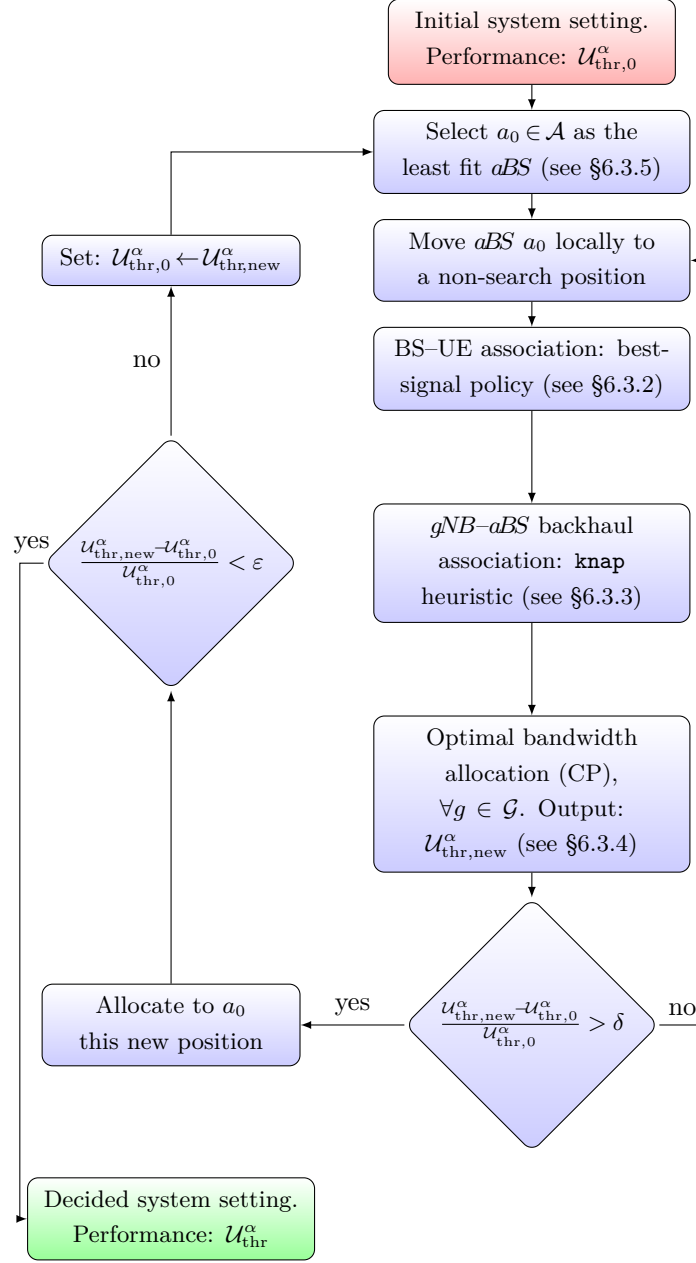 Initial system setting.
Performance: 𝒰^α_thr,0
Select a₀ ∈ 𝒜 as the
least fit aBS (see §6.3.5)
Move aBS a₀ locally to
a non-search position
Set: 𝒰^α_thr,0 ← 𝒰^α_thr,new
BS–UE association: best-
signal policy (see §6.3.2)
no
gNB–aBS backhaul
association: knap
heuristic (see §6.3.3)
yes
(𝒰^α_thr,new − 𝒰^α_thr,0) / 𝒰^α_thr,0 < ε
Optimal bandwidth
allocation (CP),
∀g ∈ 𝒢. Output:
𝒰^α_thr,new (see §6.3.4)
(𝒰^α_thr,new − 𝒰^α_thr,0) / 𝒰^α_thr,0 > δ
no
yes
Allocate to a₀
this new position
Decided system setting.
Performance: 𝒰^α_thr